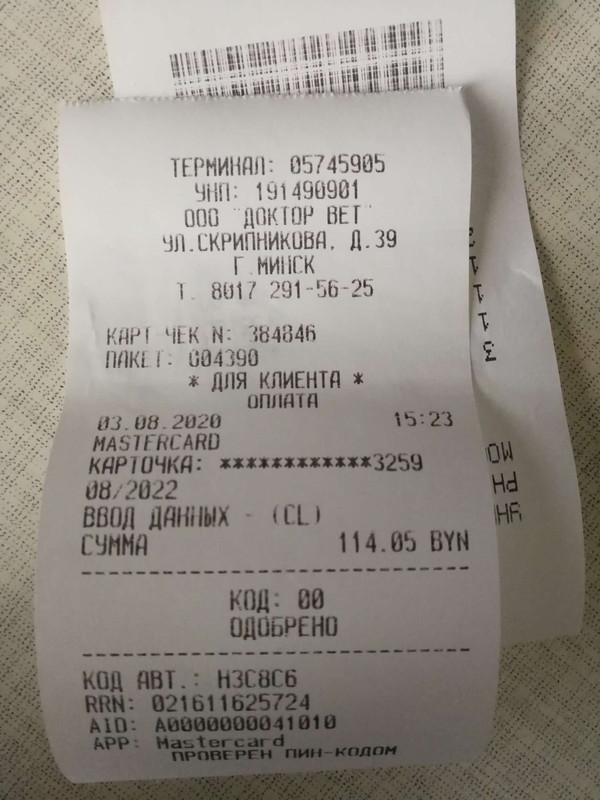 ТЕРМИНАЛ: 05745905
УНП: 191490901
ООО "ДОКТОР ВЕТ"
УЛ.СКРИПНИКОВА, Д.39
Г.МИНСК
Т. 8017 291-56-25
КАРТ ЧЕК N: 384846
ПАКЕТ: 004390
* ДЛЯ КЛИЕНТА *
ОПЛАТА
03.08.2020 15:23
MASTERCARD
КАРТОЧКА: ************3259
08/2022
ВВОД ДАННЫХ - (CL)
СУММА 114.05 BYN
КОД: 00
ОДОБРЕНО
КОД АВТ.: H3C8C6
RRN: 021611625724
AID: A0000000041010
APP: Mastercard
ПРОВЕРЕН ПИН-КОДОМ